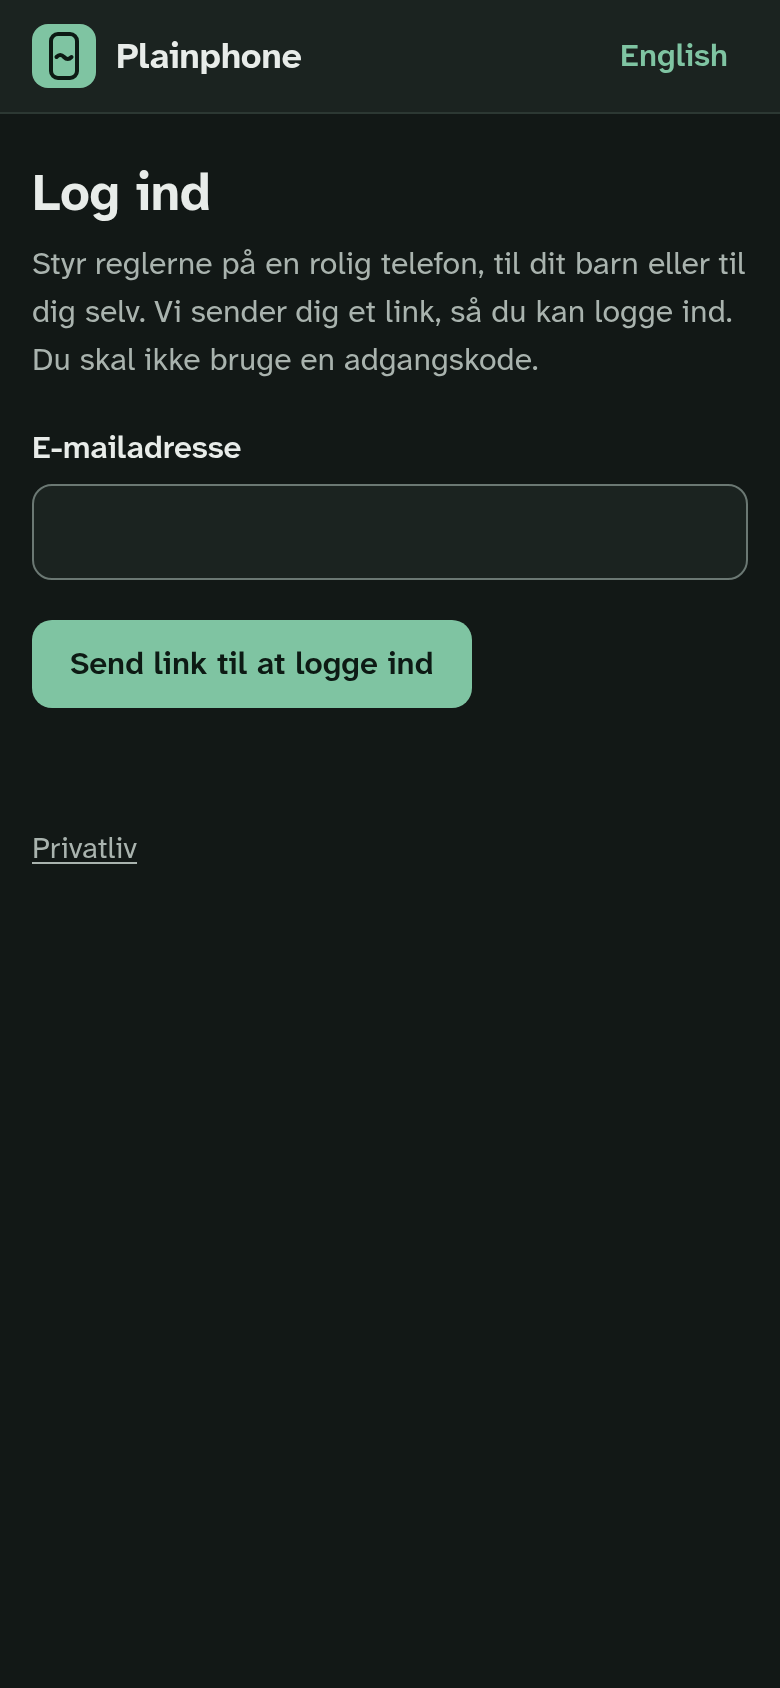 Plainphone
English
Log ind
Styr reglerne på en rolig telefon, til dit barn eller til
dig selv. Vi sender dig et link, så du kan logge ind.
Du skal ikke bruge en adgangskode.
E-mailadresse
Send link til at logge ind
Privatliv